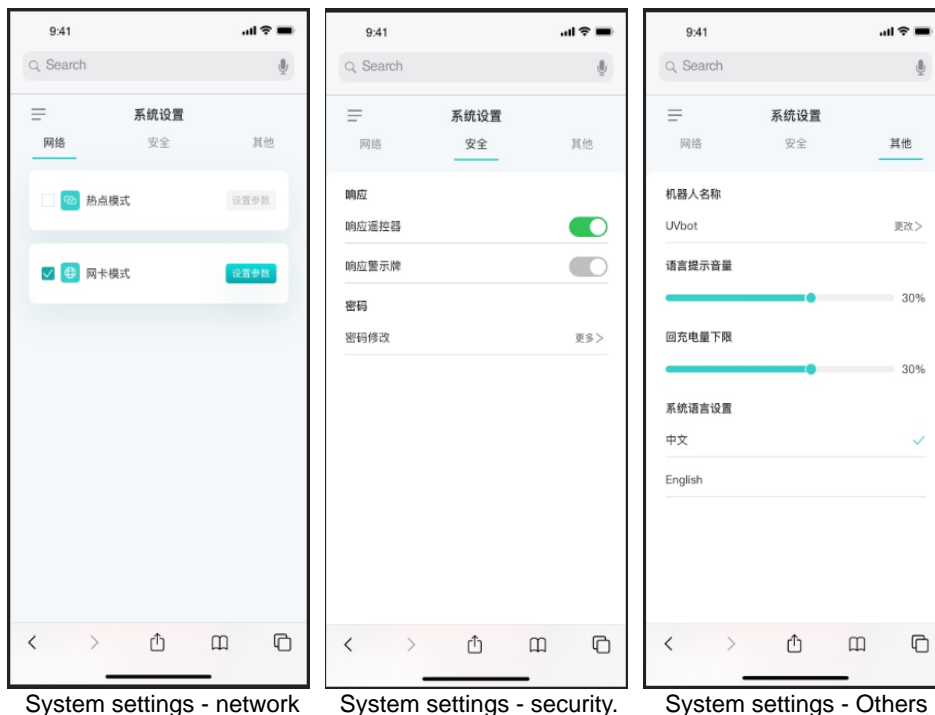 9:41
Search
系统设置
网络 安全 其他
热点模式 设置参数
网卡模式 设置参数
System settings - network
9:41
Search
系统设置
网络 安全 其他
响应
响应遥控器
响应警示牌
密码
密码修改 更多>
System settings - security.
9:41
Search
系统设置
网络 安全 其他
机器人名称
UVbot 更改>
语言提示音量
30%
回充电量下限
30%
系统语言设置
中文
English
System settings - Others